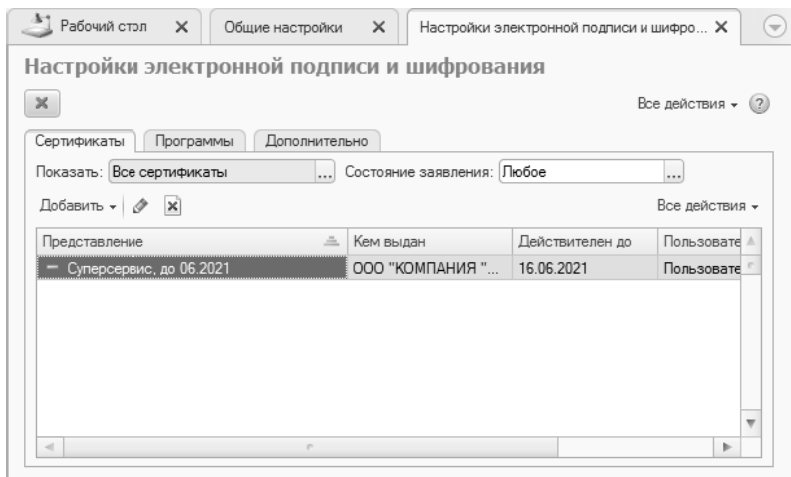 Рабочий стол Общие настройки Настройки электронной подписи и шифро...
Настройки электронной подписи и шифрования
Все действия ?
Сертификаты Программы Дополнительно
Показать: Все сертификаты ... Состояние заявления: Любое ...
Добавить Все действия
Представление Кем выдан Действителен до Пользовате
Суперсервис, до 06.2021 ООО "КОМПАНИЯ "... 16.06.2021 Пользовате